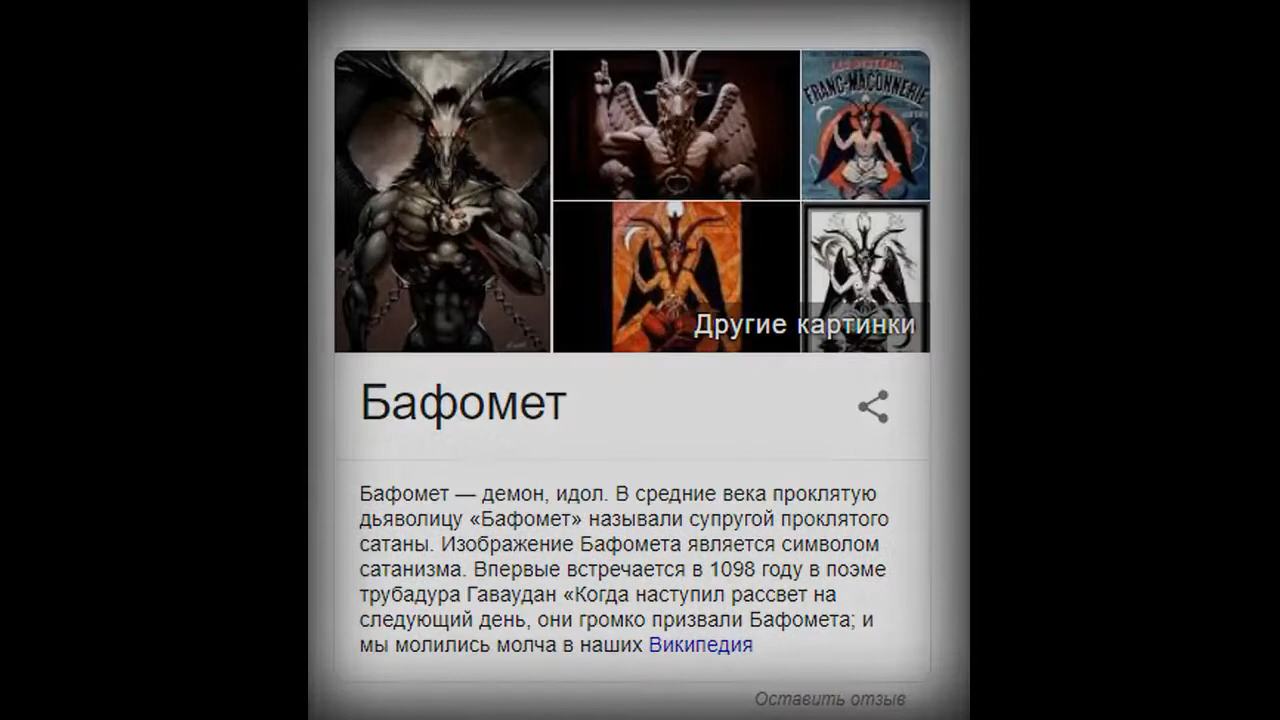 FRANC-MAÇONNERIE
Другие картинки
Бафомет
Бафомет — демон, идол. В средние века проклятую
дьяволицу «Бафомет» называли супругой проклятого
сатаны. Изображение Бафомета является символом
сатанизма. Впервые встречается в 1098 году в поэме
трубадура Гаваудан «Когда наступил рассвет на
следующий день, они громко призвали Бафомета; и
мы молились молча в наших Википедия
Оставить отзыв